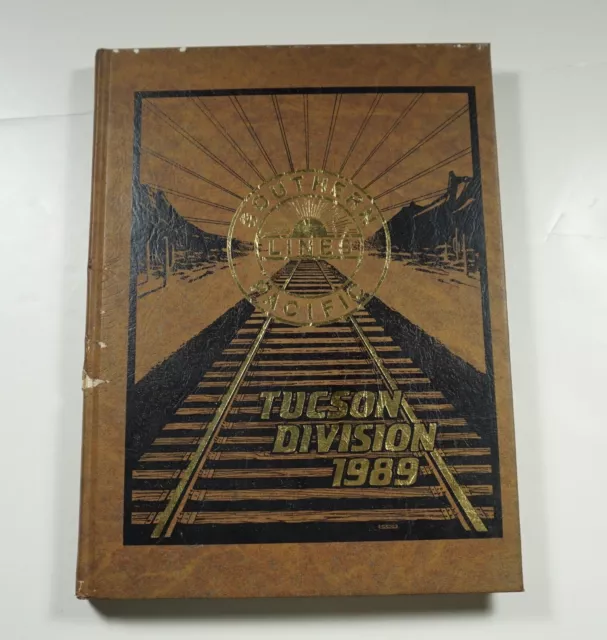 SOUTHERN
LINES
PACIFIC
TUCSON
DIVISION
1989